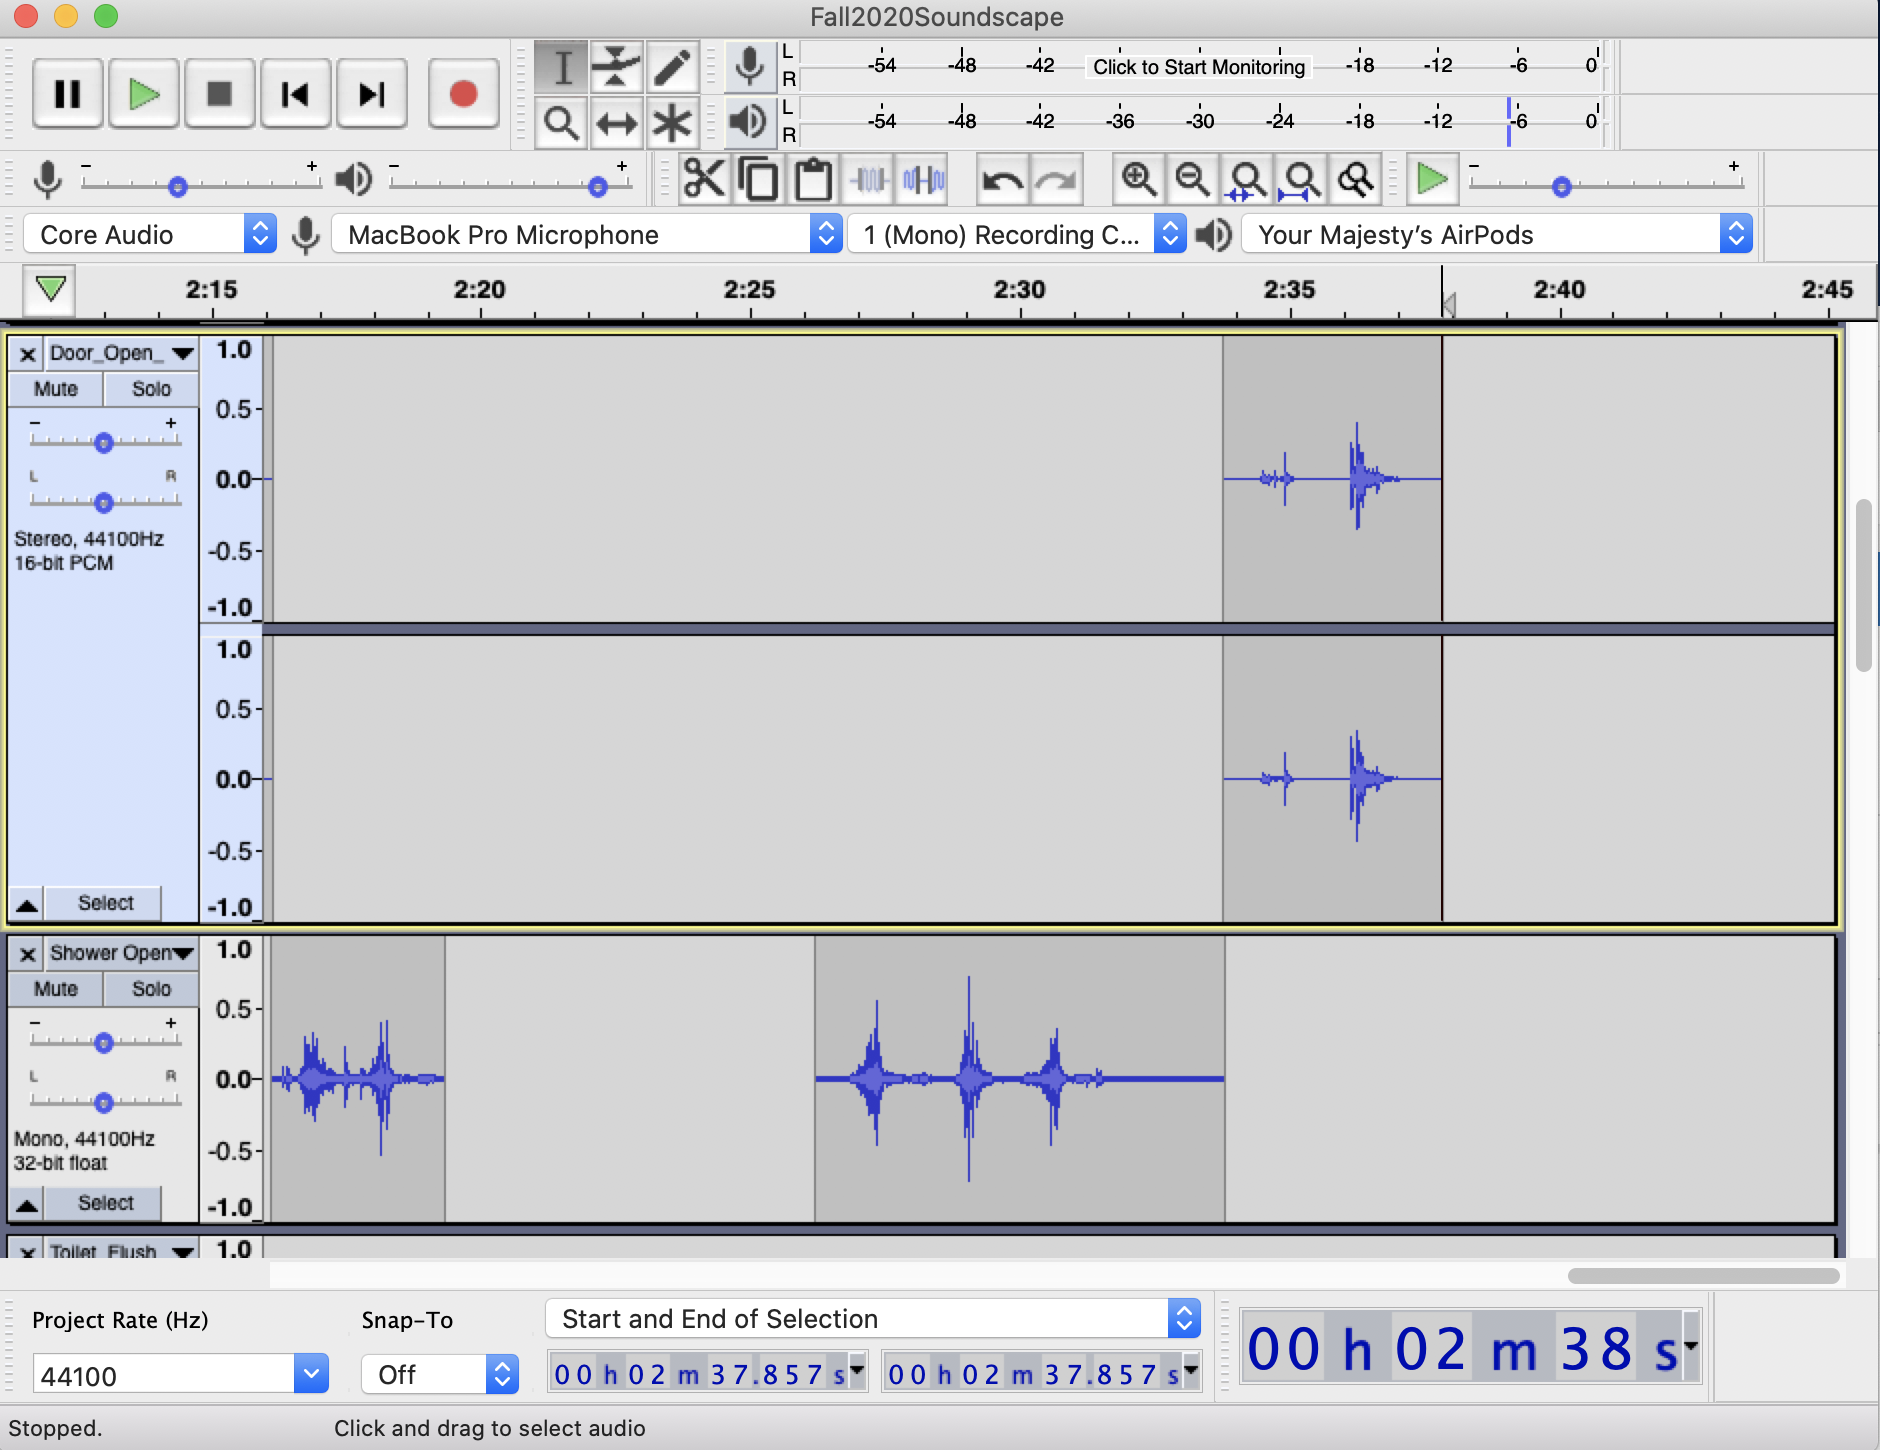 Fall2020Soundscape
L
R
-54 -48 -42 Click to Start Monitoring -18 -12 -6 0
L
R
-54 -48 -42 -36 -30 -24 -18 -12 -6 0
- + - + - +
Core Audio MacBook Pro Microphone 1 (Mono) Recording C... Your Majesty's AirPods
2:15 2:20 2:25 2:30 2:35 2:40 2:45
Door_Open_ 1.0
Mute Solo
0.5
- +
L R
0.0
Stereo, 44100Hz
16-bit PCM
-0.5
-1.0
1.0
0.5
0.0
-0.5
Select -1.0
Shower Open 1.0
Mute Solo
0.5
- +
L R
0.0
Mono, 44100Hz
32-bit float
-0.5
Select -1.0
Toilet_Flush 1.0
Project Rate (Hz) Snap-To Start and End of Selection
44100 Off 00 h 02 m 37.857 s 00 h 02 m 37.857 s 00 h 02 m 38 s
Stopped. Click and drag to select audio